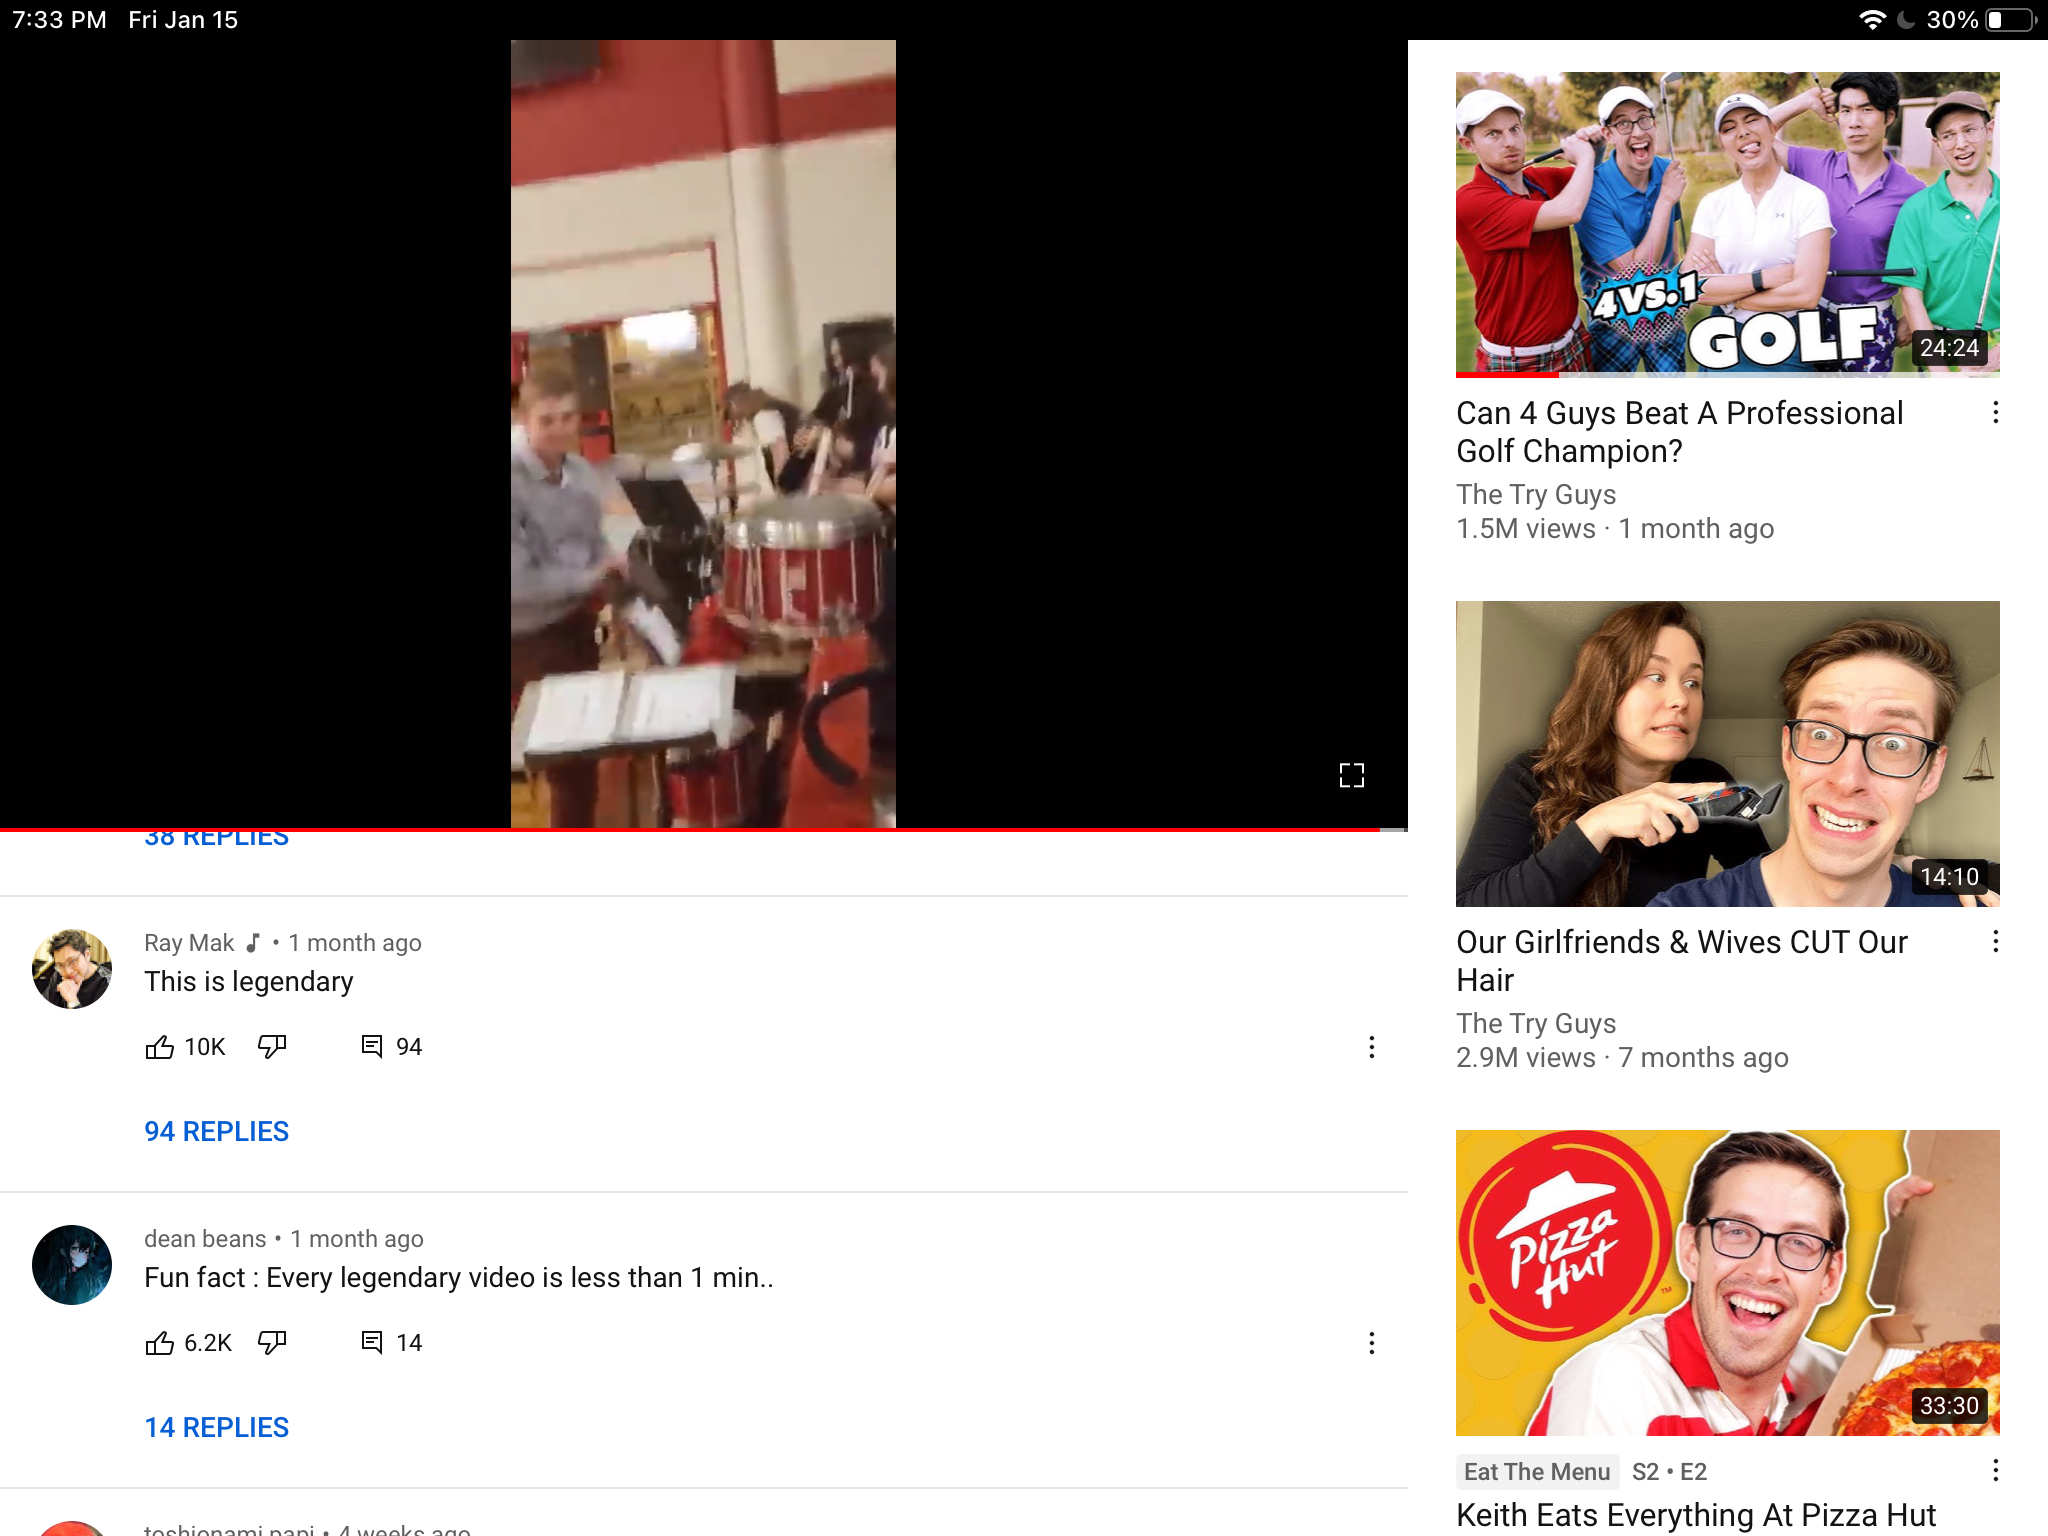 7:33 PM Fri Jan 15
30%
38 REPLIES
Ray Mak • 1 month ago
This is legendary
10K
94
94 REPLIES
dean beans • 1 month ago
Fun fact : Every legendary video is less than 1 min..
6.2K
14
14 REPLIES
toshionami papi • 4 weeks ago
4 VS. 1
GOLF
24:24
Can 4 Guys Beat A Professional
Golf Champion?
The Try Guys
1.5M views · 1 month ago
14:10
Our Girlfriends & Wives CUT Our
Hair
The Try Guys
2.9M views · 7 months ago
Pizza
Hut
TM
33:30
Eat The Menu S2 • E2
Keith Eats Everything At Pizza Hut